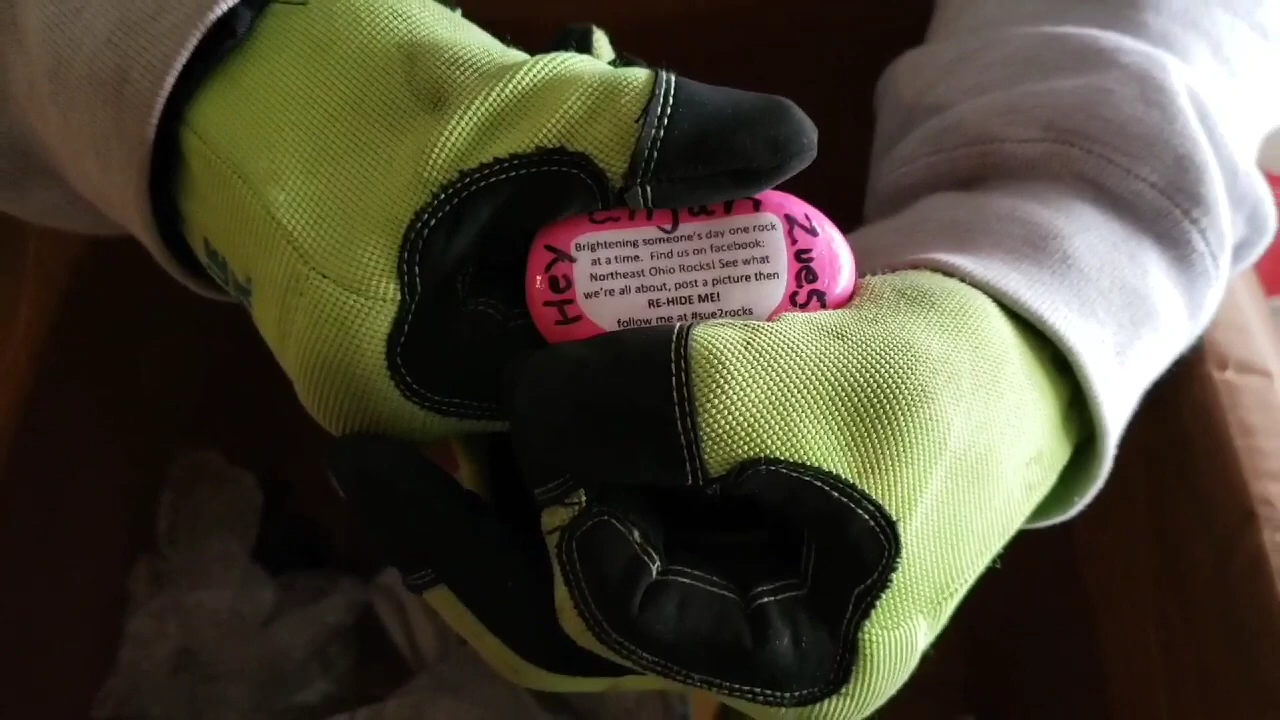 Brightening someone's day one rock
at a time. Find us on facebook:
Northeast Ohio Rocks! See what
we're all about, post a picture then
RE-HIDE ME!
follow me at #sue2rocks
Hey